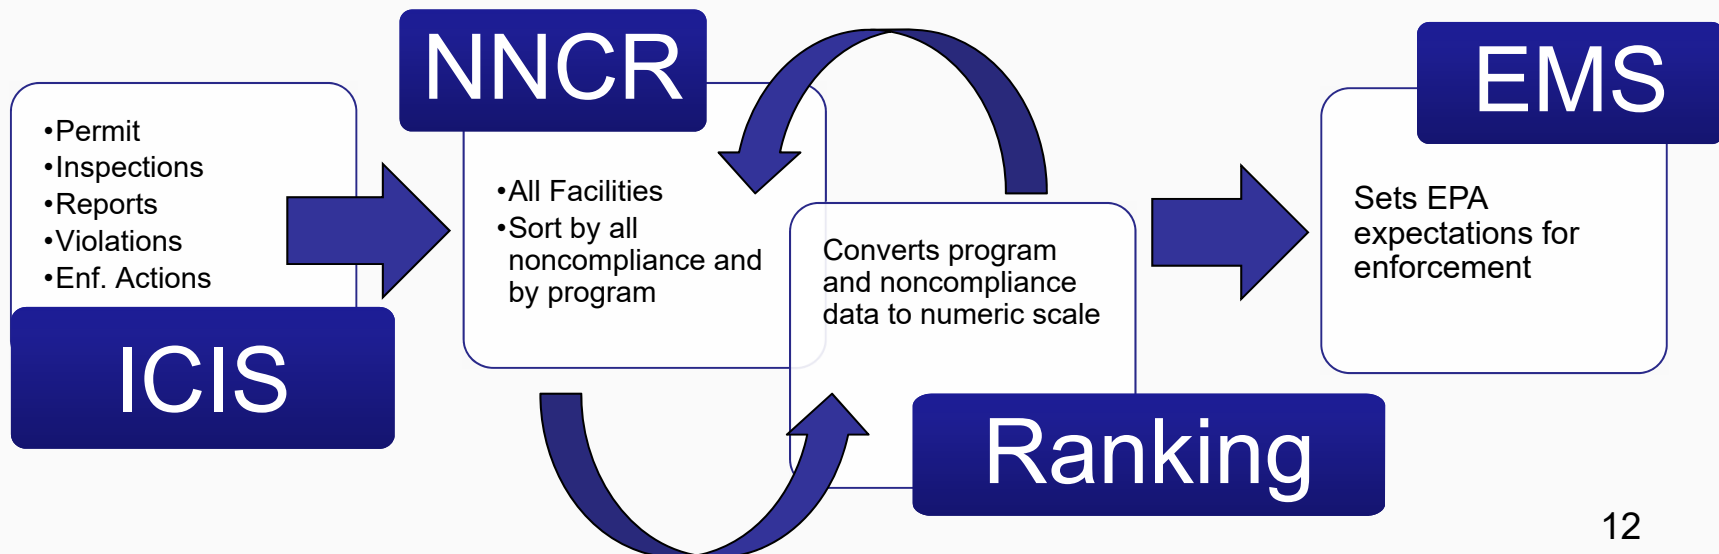 •Permit
•Inspections
•Reports
•Violations
•Enf. Actions
ICIS
NNCR
•All Facilities
•Sort by all
noncompliance and
by program
Converts program
and noncompliance
data to numeric scale
Ranking
EMS
Sets EPA
expectations for
enforcement
12